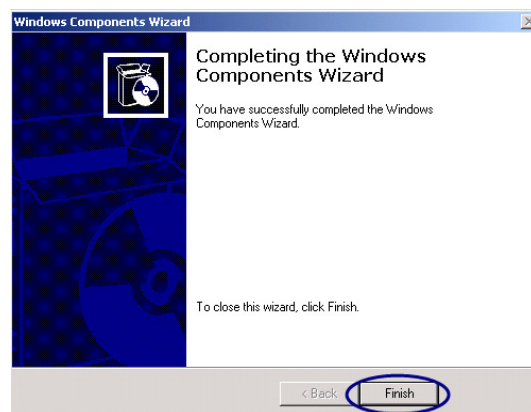 Windows Components Wizard
Completing the Windows
Components Wizard
You have successfully completed the Windows
Components Wizard.
To close this wizard, click Finish.
< Back
Finish